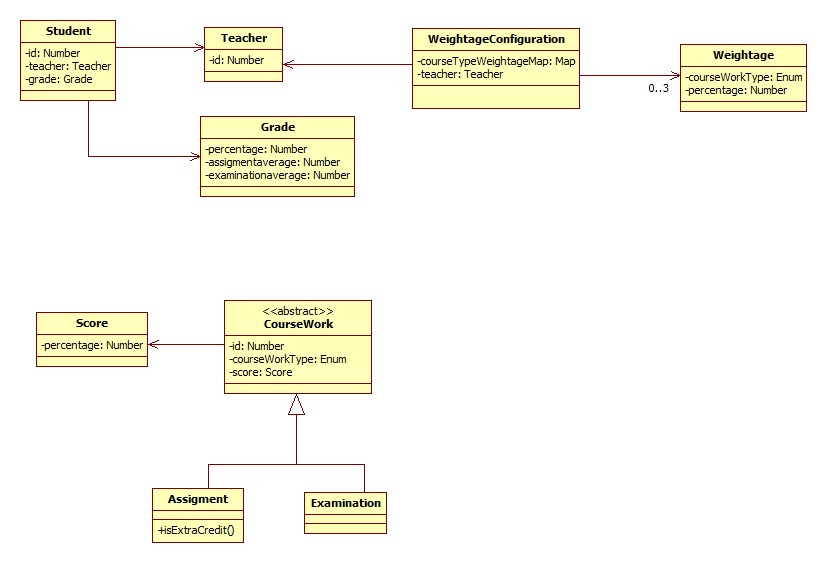 Student
-id: Number
-teacher: Teacher
-grade: Grade
Teacher
-id: Number
WeightageConfiguration
-courseTypeWeightageMap: Map
-teacher: Teacher
0..3
Weightage
-courseWorkType: Enum
-percentage: Number
Grade
-percentage: Number
-assigmentaverage: Number
-examinationaverage: Number
Score
-percentage: Number
<<abstract>>
CourseWork
-id: Number
-courseWorkType: Enum
-score: Score
Assigment
+isExtraCredit()
Examination